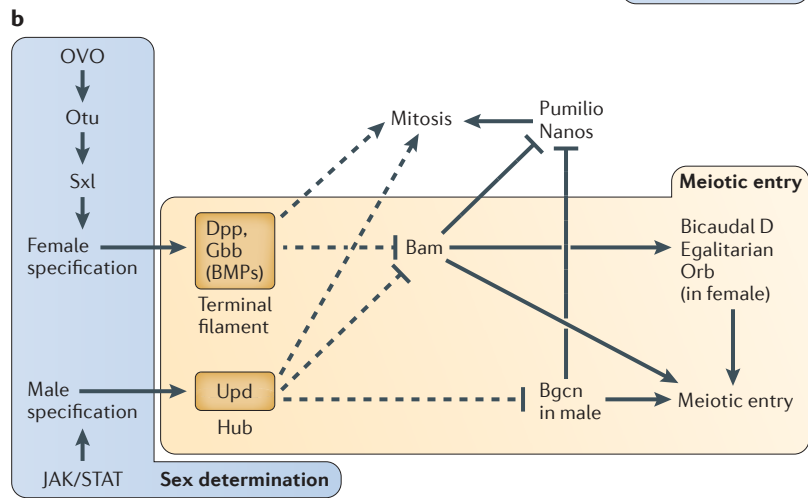 b
OVO
Otu
Sxl
Female
specification
Male
specification
JAK/STAT
Sex determination
Dpp,
Gbb
(BMPs)
Terminal
filament
Upd
Hub
Mitosis
Pumilio
Nanos
Bam
Meiotic entry
Bicaudal D
Egalitarian
Orb
(in female)
Bgcn
in male
Meiotic entry